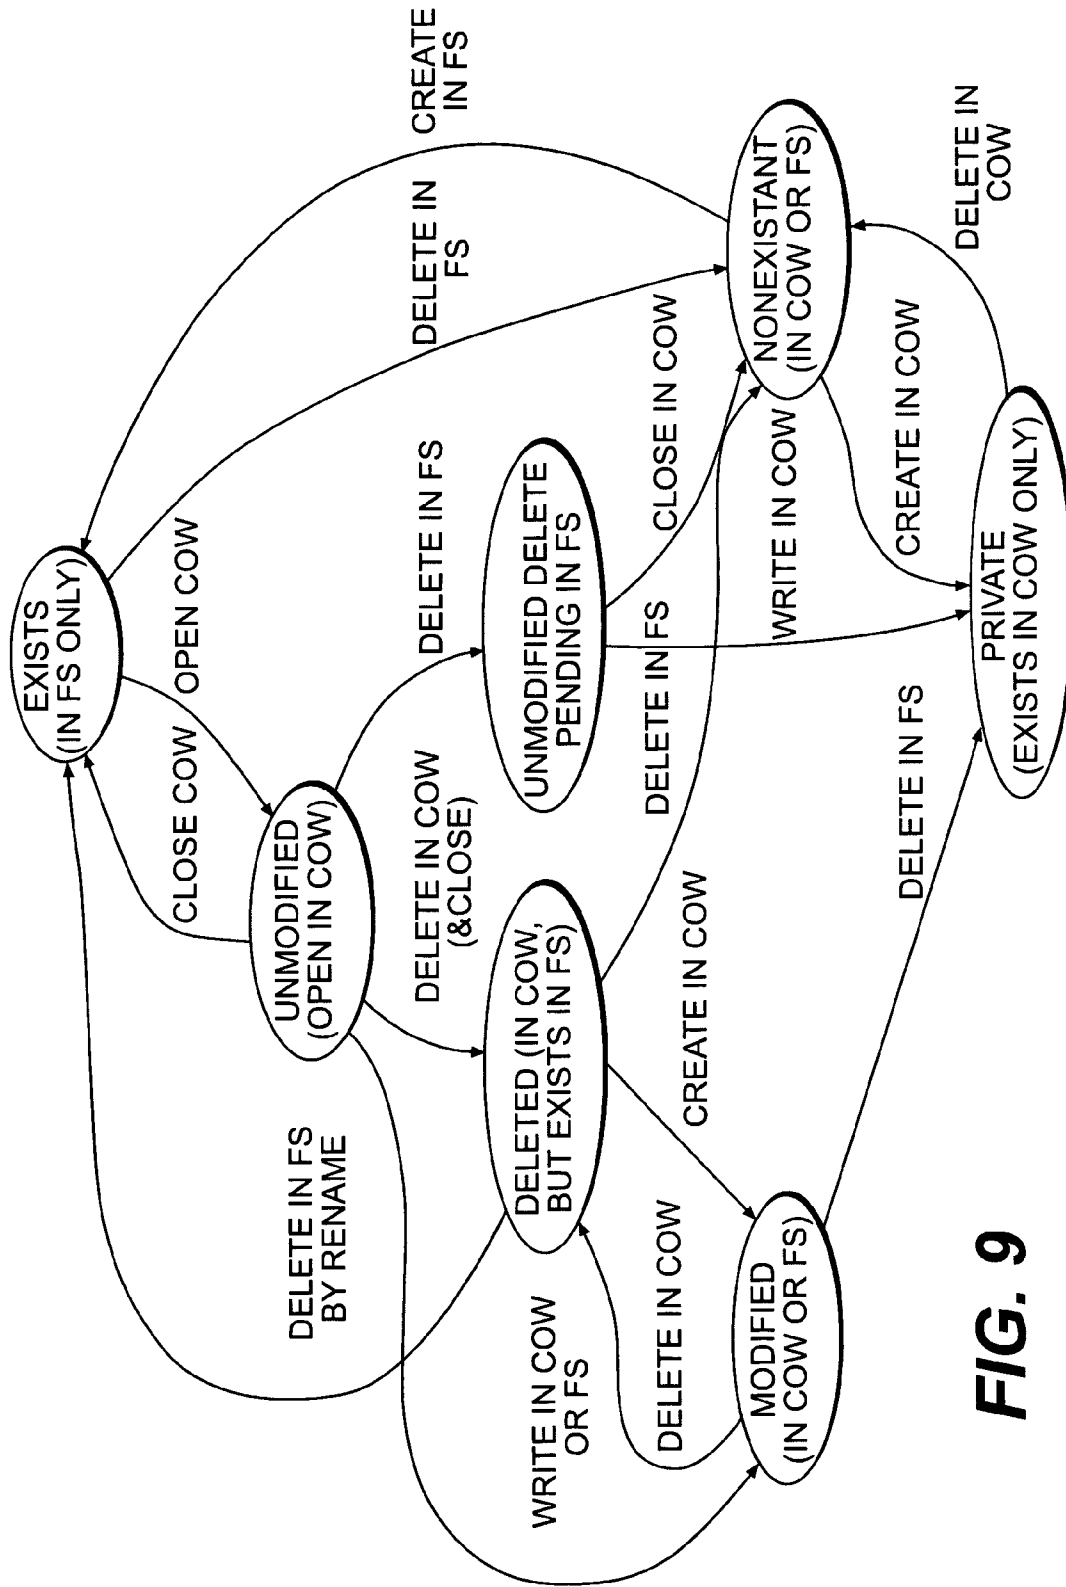 EXISTS
(IN FS ONLY)
CLOSE COW
OPEN COW
CREATE
IN FS
DELETE IN
FS
UNMODIFIED
(OPEN IN COW)
DELETE IN FS
BY RENAME
DELETE IN COW
(&CLOSE)
DELETE IN FS
DELETED (IN COW,
BUT EXISTS IN FS)
UNMODIFIED DELETE
PENDING IN FS
WRITE IN COW
OR FS
DELETE IN COW
CREATE IN COW
DELETE IN FS
CLOSE IN COW
WRITE IN COW
MODIFIED
(IN COW OR FS)
NONEXISTANT
(IN COW OR FS)
DELETE IN FS
CREATE IN COW
DELETE IN
COW
PRIVATE
(EXISTS IN COW ONLY)
FIG. 9